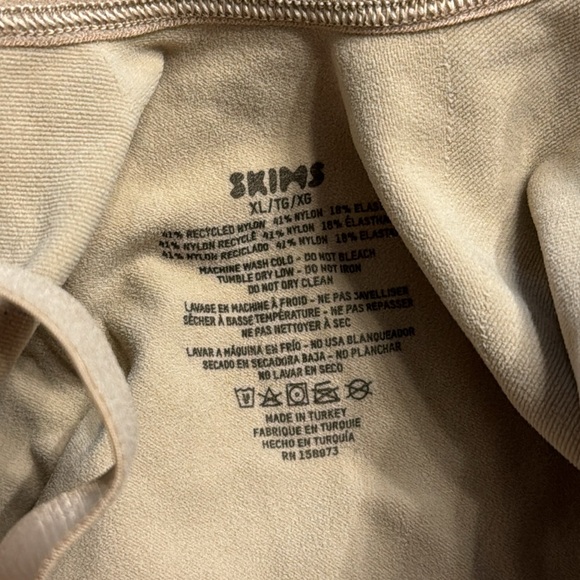 SKIMS
XL/TG/XG
41% RECYCLED NYLON 41% NYLON 18% ELAS
41% NYLON RECYCLÉ 41% NYLON 18% ÉLASTHA
41% NYLON RECICLADO 41% NYLON 18% ELAST
MACHINE WASH COLD - DO NOT BLEACH
TUMBLE DRY LOW - DO NOT IRON
DO NOT DRY CLEAN
LAVAGE EN MACHINE À FROID - NE PAS JAVELLISER
SÉCHER À BASSE TEMPÉRATURE - NE PAS REPASSER
NE PAS NETTOYER À SEC
LAVAR A MÁQUINA EN FRÍO - NO USA BLANQUEADOR
SECADO EN SECADORA BAJA - NO PLANCHAR
NO LAVAR EN SECO
MADE IN TURKEY
FABRIQUE EN TURQUIE
HECHO EN TURQUÍA
RN 158973